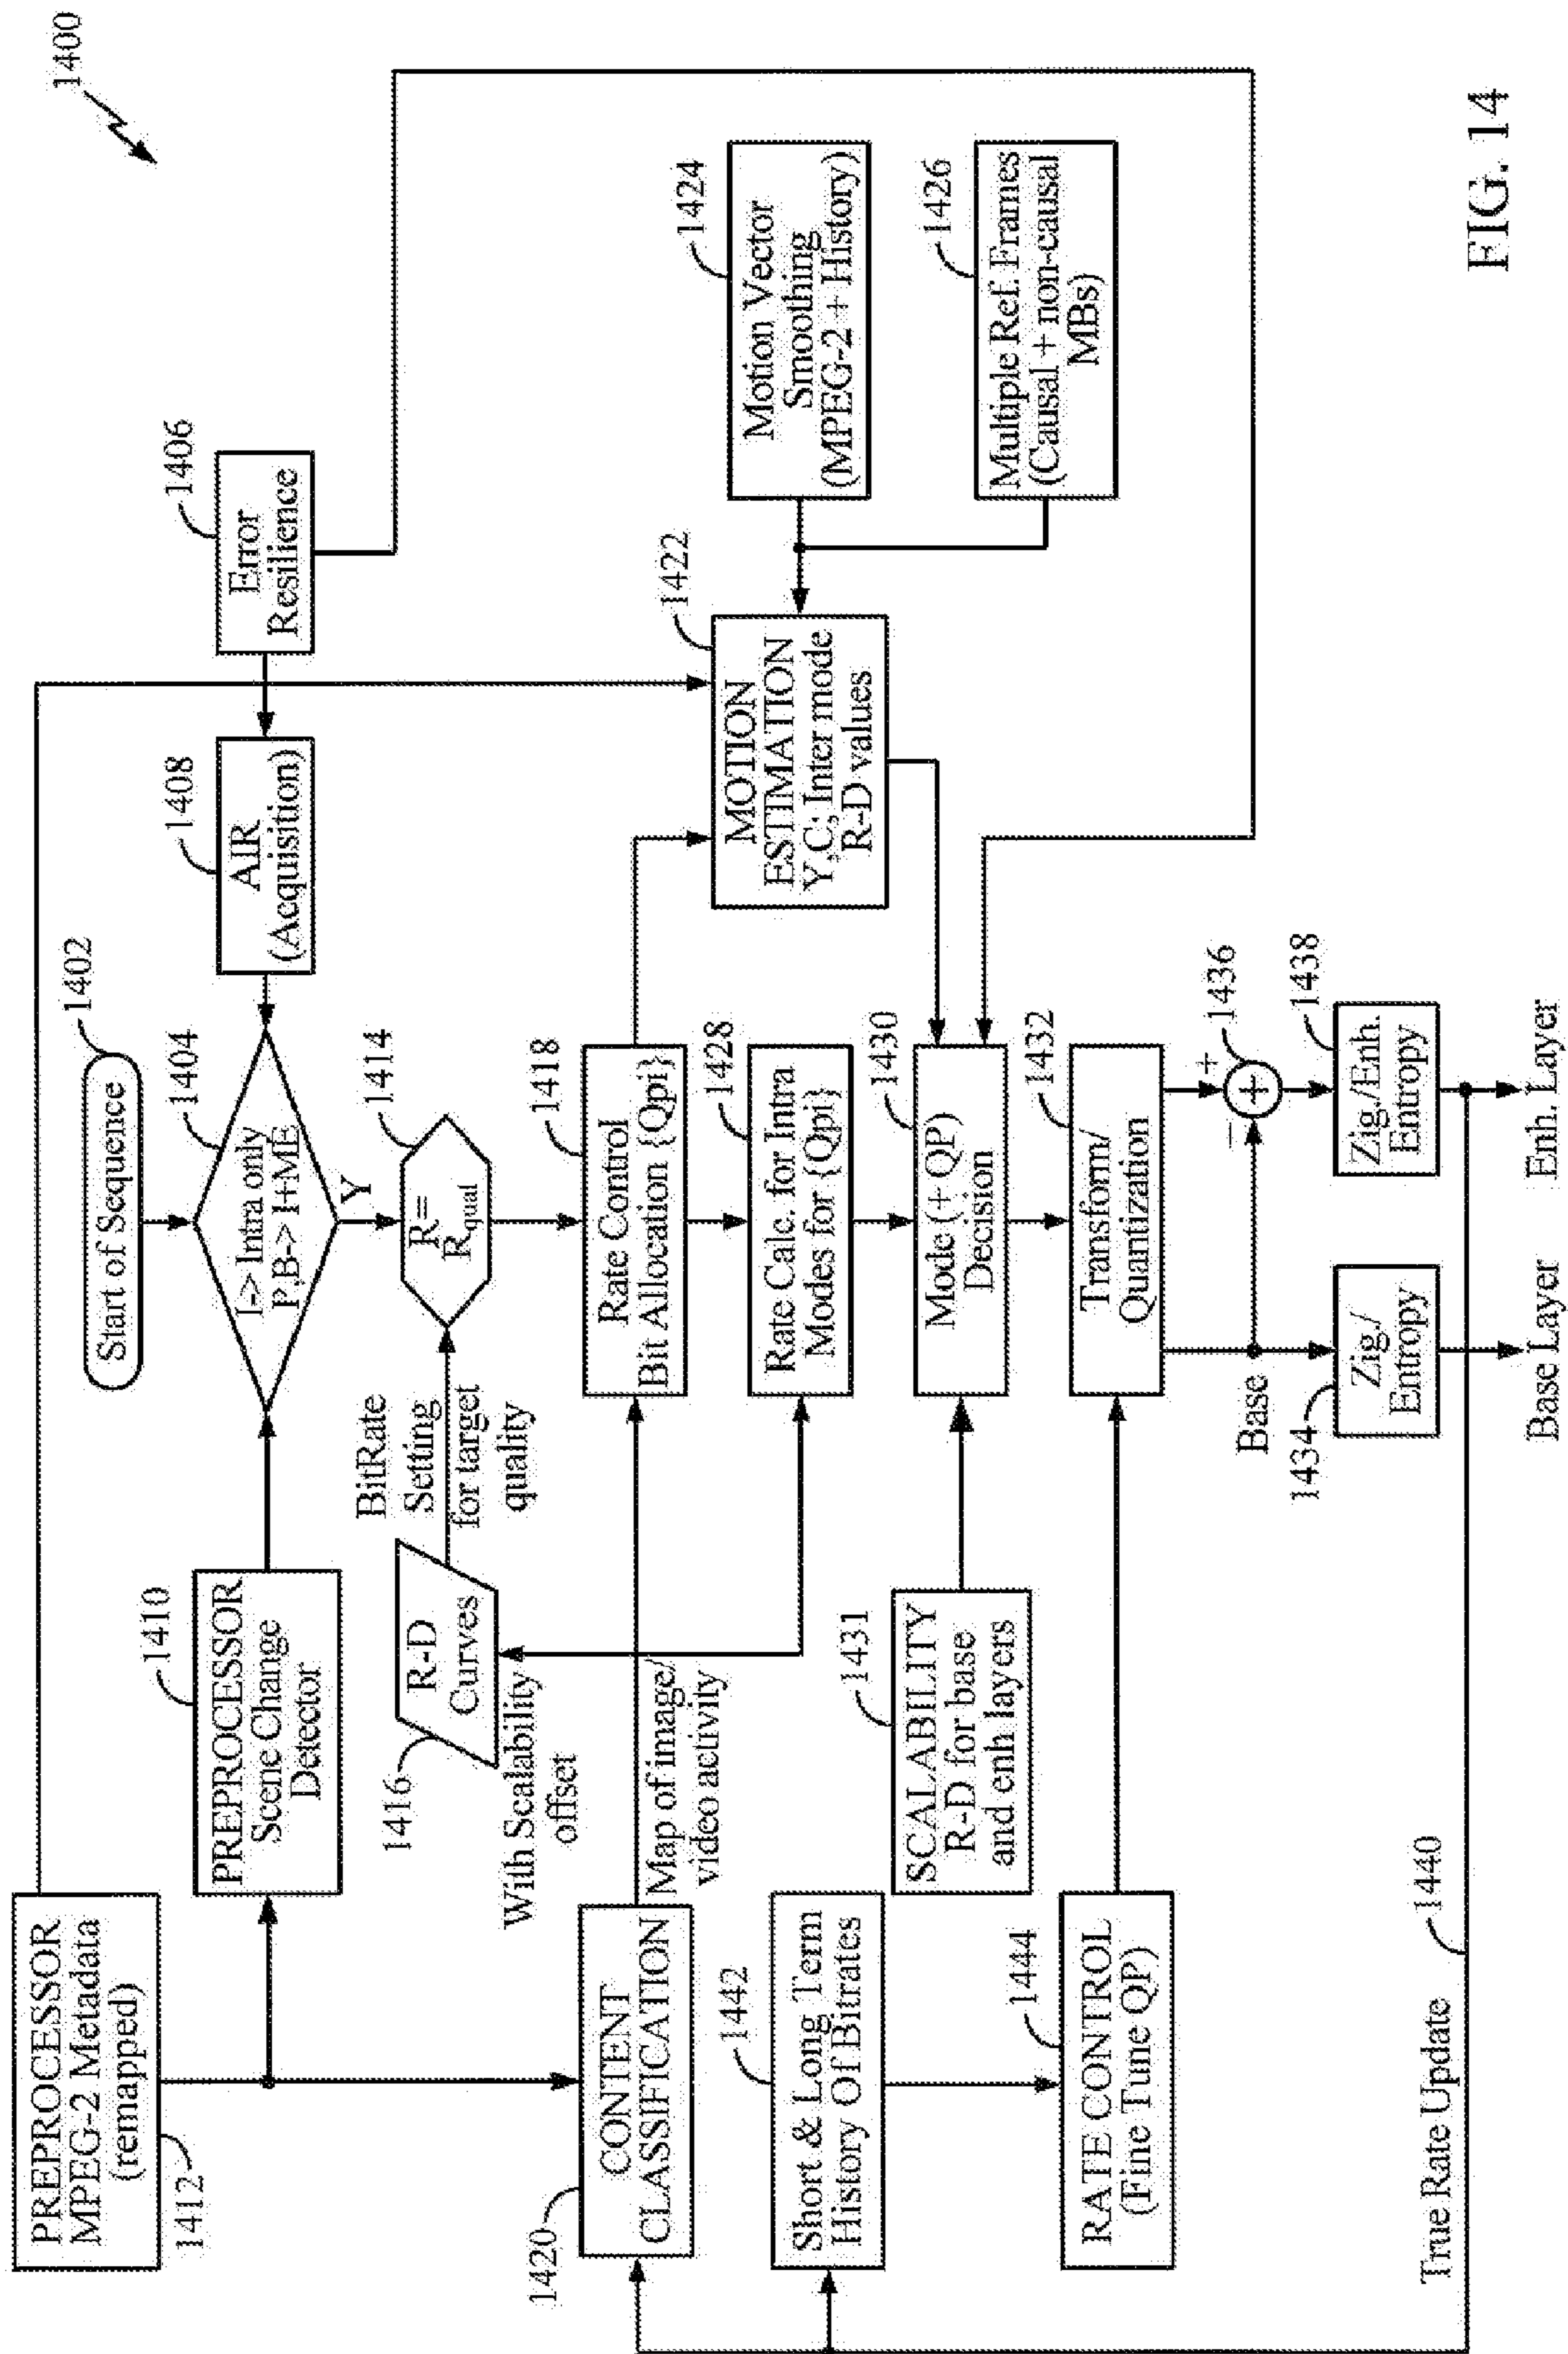 1400
1402
Start of Sequence
1404
I-> Intra only
P,B-> I+ME
Y
1406
Error
Resilience
1408
AIR
(Acquisition)
1410
PREPROCESSOR
Scene Change
Detector
PREPROCESSOR
MPEG-2 Metadata
(remapped)
1412
1414
R=
Rqual
BitRate
Setting
for target
quality
R-D
Curves
1416
With Scalability
offset
1418
Rate Control
Bit Allocation {Qpi}
CONTENT
CLASSIFICATION
1420
Map of image/
video activity
1422
MOTION
ESTIMATION
Y,C; Inter mode
R-D values
1424
Motion Vector
Smoothing
(MPEG-2 + History)
1426
Multiple Ref. Frames
(Causal + non-causal
MBs)
1428
Rate Calc. for Intra
Modes for {Qpi}
1430
Mode (+ QP)
Decision
1431
SCALABILITY
R-D for base
and enh layers
1442
Short & Long Term
History Of Bitrates
1444
RATE CONTROL
(Fine Tune QP)
1432
Transform/
Quantization
Base
− + +
1436
1434
Zig./
Entropy
1438
Zig./Enh.
Entropy
True Rate Update
1440
Base Layer
Enh. Layer
FIG. 14